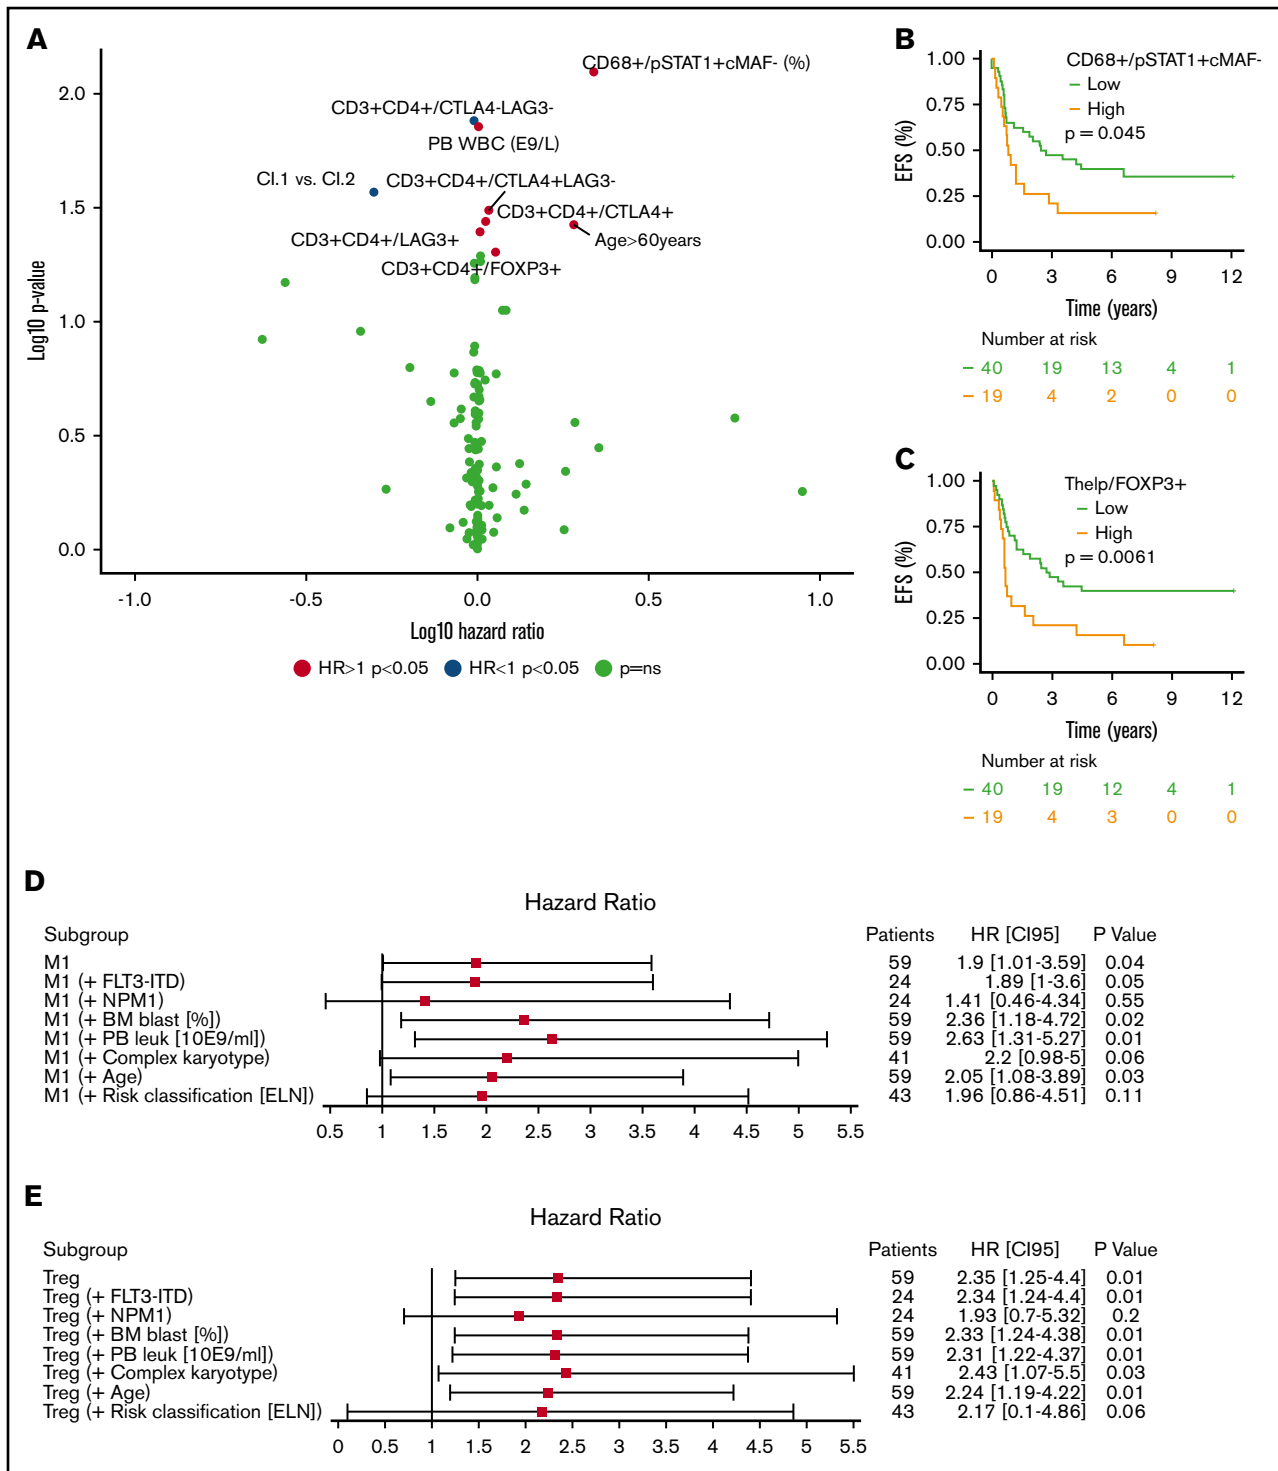 A
CD68+/pSTAT1+cMAF- (%)
CD3+CD4+/CTLA4-LAG3-
PB WBC (E9/L)
Cl.1 vs. Cl.2
CD3+CD4+/CTLA4+LAG3-
CD3+CD4+/CTLA4+
CD3+CD4+/LAG3+
Age>60years
CD3+CD4+/FOXP3+
2.0
1.5
1.0
0.5
0.0
Log10 p-value
-1.0 -0.5 0.0 0.5 1.0
Log10 hazard ratio
HR>1 p<0.05 HR<1 p<0.05 p=ns
B
CD68+/pSTAT1+cMAF-
Low
High
p = 0.045
1.00
0.75
0.50
0.25
0.00
EFS (%)
0 3 6 9 12
Time (years)
Number at risk
40 19 13 4 1
19 4 2 0 0
C
Thelp/FOXP3+
Low
High
p = 0.0061
1.00
0.75
0.50
0.25
0.00
EFS (%)
0 3 6 9 12
Time (years)
Number at risk
40 19 12 4 1
19 4 3 0 0
D
Hazard Ratio
Subgroup Patients HR [CI95] P Value
M1 59 1.9 [1.01-3.59] 0.04
M1 (+ FLT3-ITD) 24 1.89 [1-3.6] 0.05
M1 (+ NPM1) 24 1.41 [0.46-4.34] 0.55
M1 (+ BM blast [%]) 59 2.36 [1.18-4.72] 0.02
M1 (+ PB leuk [10E9/ml]) 59 2.63 [1.31-5.27] 0.01
M1 (+ Complex karyotype) 41 2.2 [0.98-5] 0.06
M1 (+ Age) 59 2.05 [1.08-3.89] 0.03
M1 (+ Risk classification [ELN]) 43 1.96 [0.86-4.51] 0.11
0.5 1 1.5 2 2.5 3 3.5 4 4.5 5 5.5
E
Hazard Ratio
Subgroup Patients HR [CI95] P Value
Treg 59 2.35 [1.25-4.4] 0.01
Treg (+ FLT3-ITD) 24 2.34 [1.24-4.4] 0.01
Treg (+ NPM1) 24 1.93 [0.7-5.32] 0.2
Treg (+ BM blast [%]) 59 2.33 [1.24-4.38] 0.01
Treg (+ PB leuk [10E9/ml]) 59 2.31 [1.22-4.37] 0.01
Treg (+ Complex karyotype) 41 2.43 [1.07-5.5] 0.03
Treg (+ Age) 59 2.24 [1.19-4.22] 0.01
Treg (+ Risk classification [ELN]) 43 2.17 [0.1-4.86] 0.06
0 0.5 1 1.5 2 2.5 3 3.5 4 4.5 5 5.5